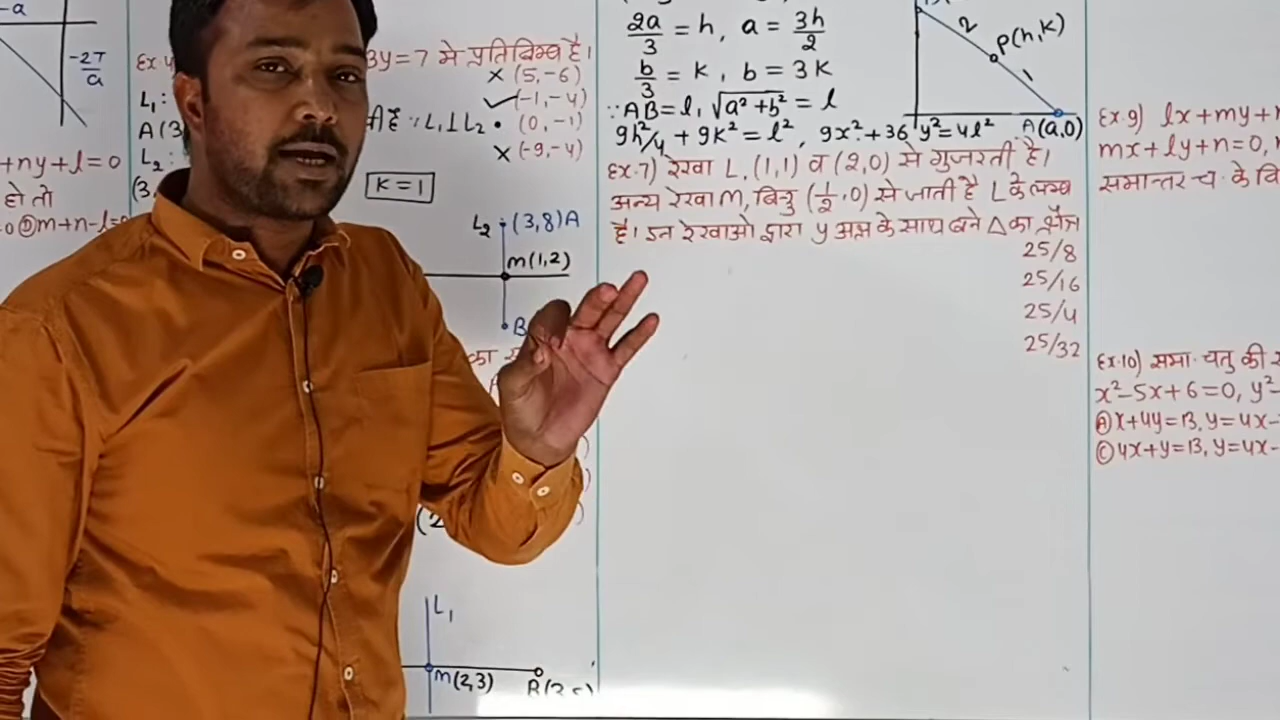 -a
-2T/a
+ny+l=0
हो तो
Ex.4
3y=7 मे प्रतिबिम्ब है।
× (5,-6)
✓(-1,-4)
L₁:
• (0,-1)
∵ L₁⊥L₂
A(3
× (-9,-4)
L₂:
(3,
K=1
L₂ (3,8)A
m(1,2)
B
L₁
m(2,3)
2a/3 = h, a = 3h/2
b/3 = K, b = 3K
∵ AB=l, √(a²+b²) = l
9h²/4 + 9K² = l², 9x²+36y²=4l²
2
P(h,K)
1
A(a,0)
Ex.7) रेखा L, (1,1) व (2,0) से गुजरती है।
अन्य रेखा m, बिन्दु (1/2,0) से जाती है L के लम्ब
है। इन रेखाओ द्वारा y अक्ष के साथ बने △ का क्षेत्र
25/8
25/16
25/4
25/32
Ex.9) lx+my+
mx+ly+n=0,
समान्तर च. के वि
Ex.10) समा. चतु की
x²-5x+6=0, y²-
Ⓐx+4y=13, y=4x-
Ⓒ4x+y=13, y=4x-